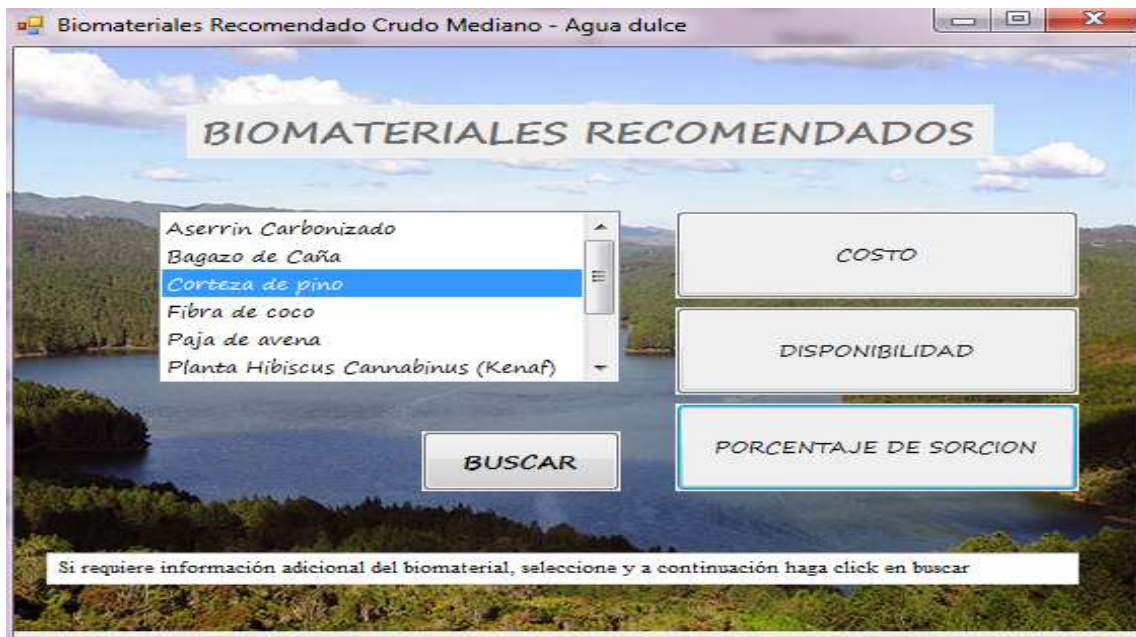 Biomateriales Recomendado Crudo Mediano - Agua dulce
BIOMATERIALES RECOMENDADOS
Aserrin Carbonizado
Bagazo de Caña
Corteza de pino
Fibra de coco
Paja de avena
Planta Hibiscus Cannabinus (Kenaf)
COSTO
DISPONIBILIDAD
PORCENTAJE DE SORCION
BUSCAR
Si requiere información adicional del biomaterial, seleccione y a continuación haga click en buscar